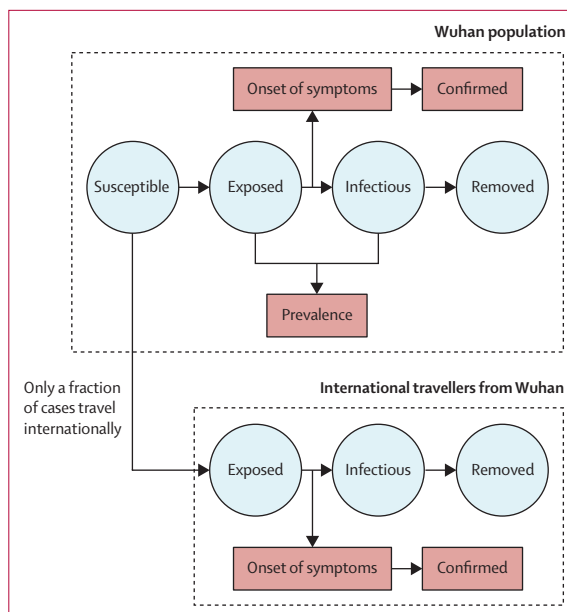 Wuhan population
Onset of symptoms
Confirmed
Susceptible
Exposed
Infectious
Removed
Prevalence
Only a fraction
of cases travel
internationally
International travellers from Wuhan
Exposed
Infectious
Removed
Onset of symptoms
Confirmed